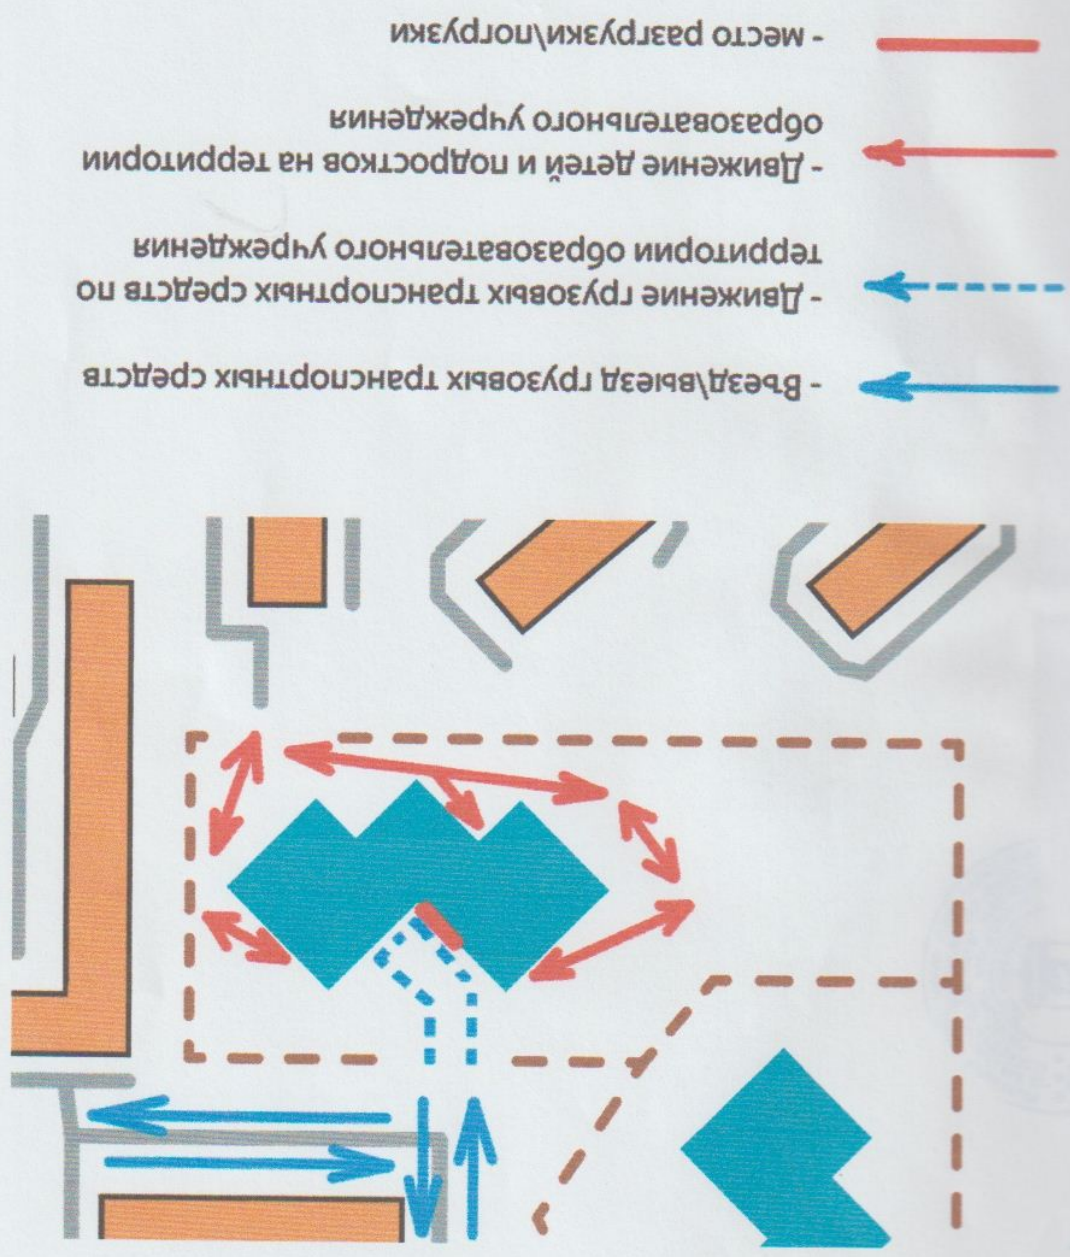 - Въезд\выезд грузовых транспортных средств
- Движение грузовых транспортных средств по
территории образовательного учреждения
- Движение детей и подростков на территории
образовательного учреждения
- место разгрузки\погрузки